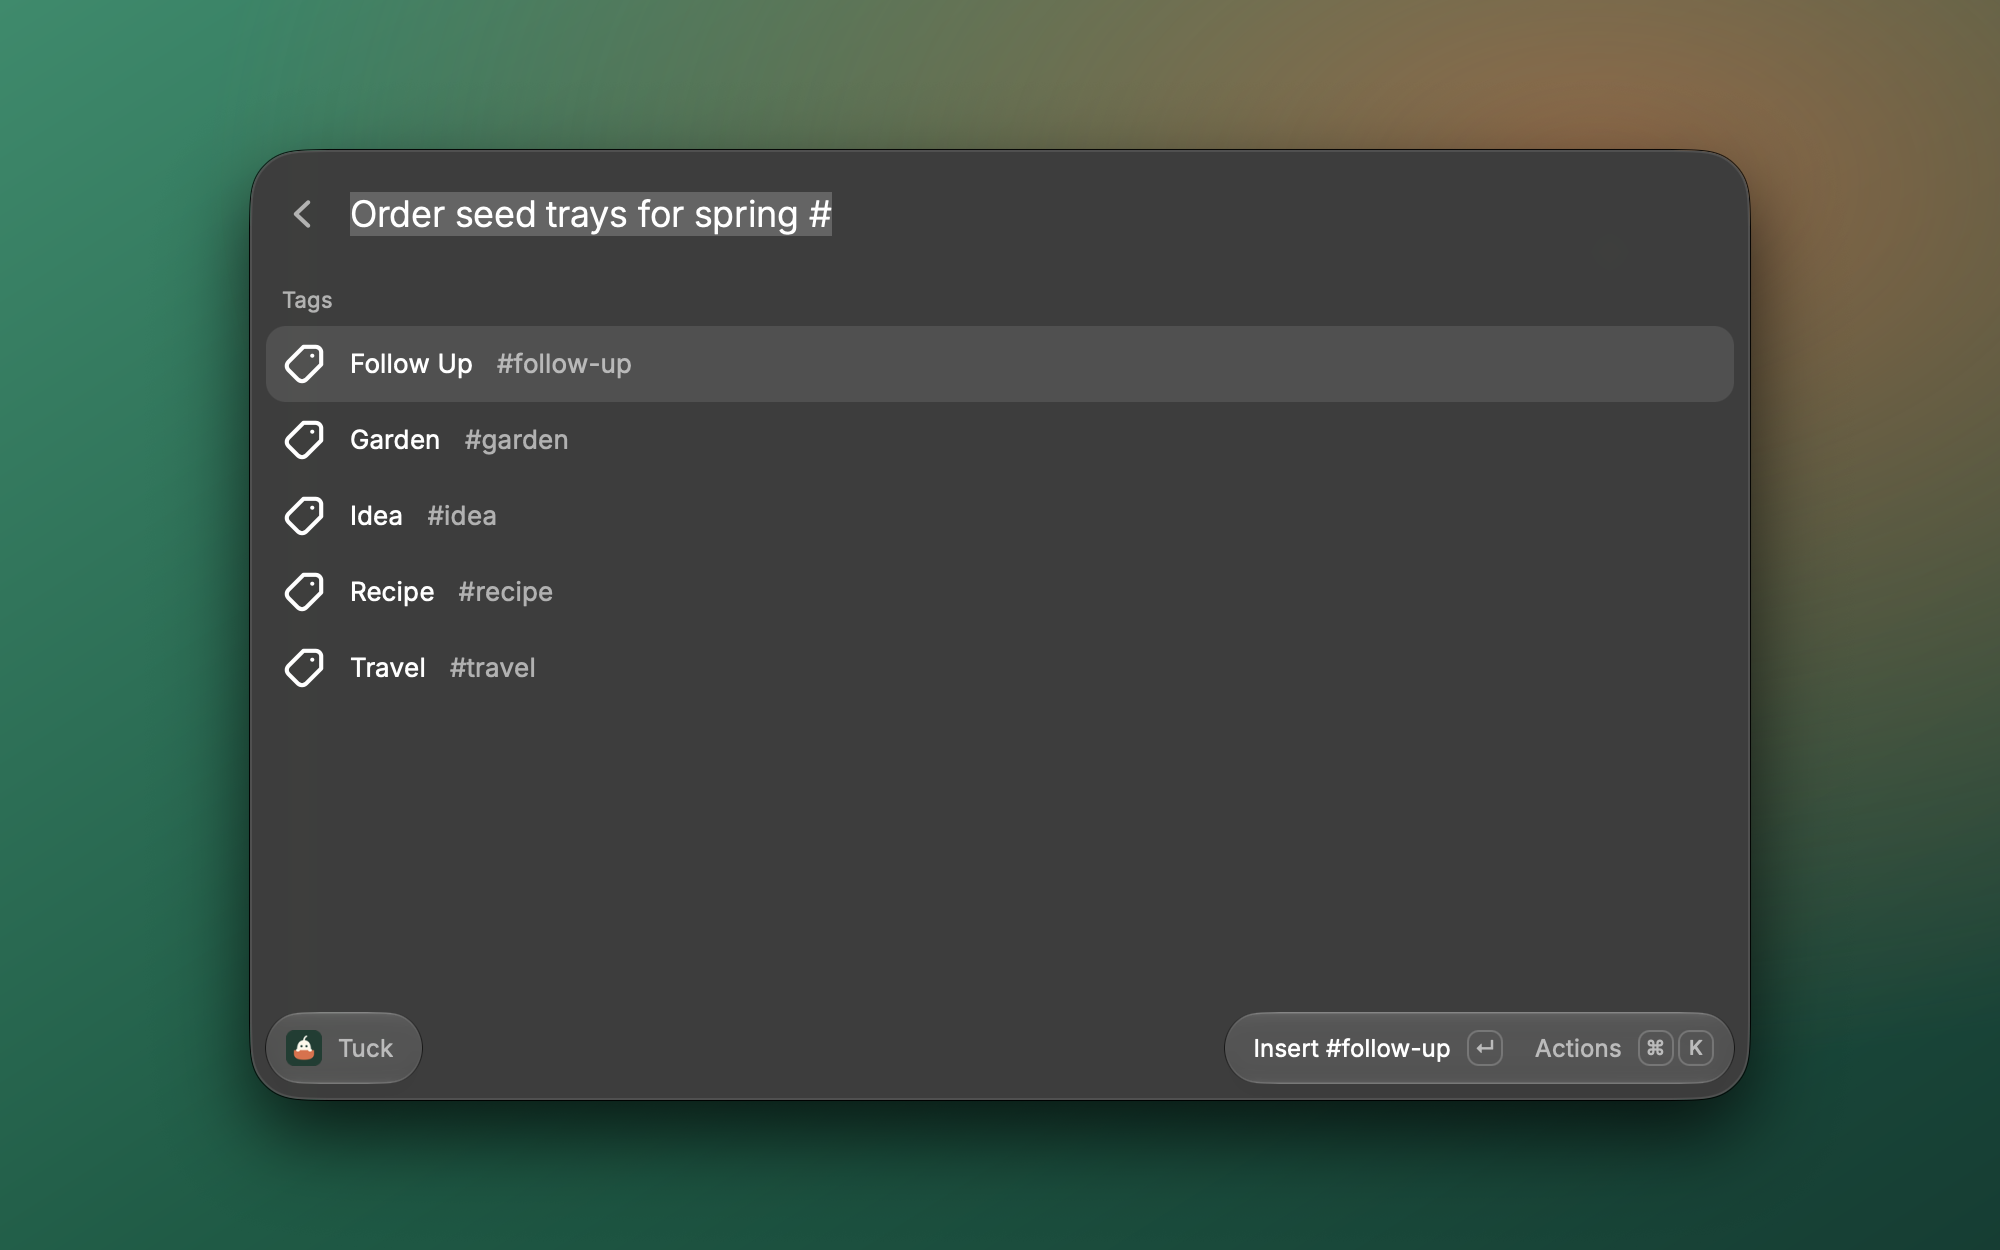 Order seed trays for spring #
Tags
Follow Up #follow-up
Garden #garden
Idea #idea
Recipe #recipe
Travel #travel
Tuck
Insert #follow-up ↵ Actions ⌘ K